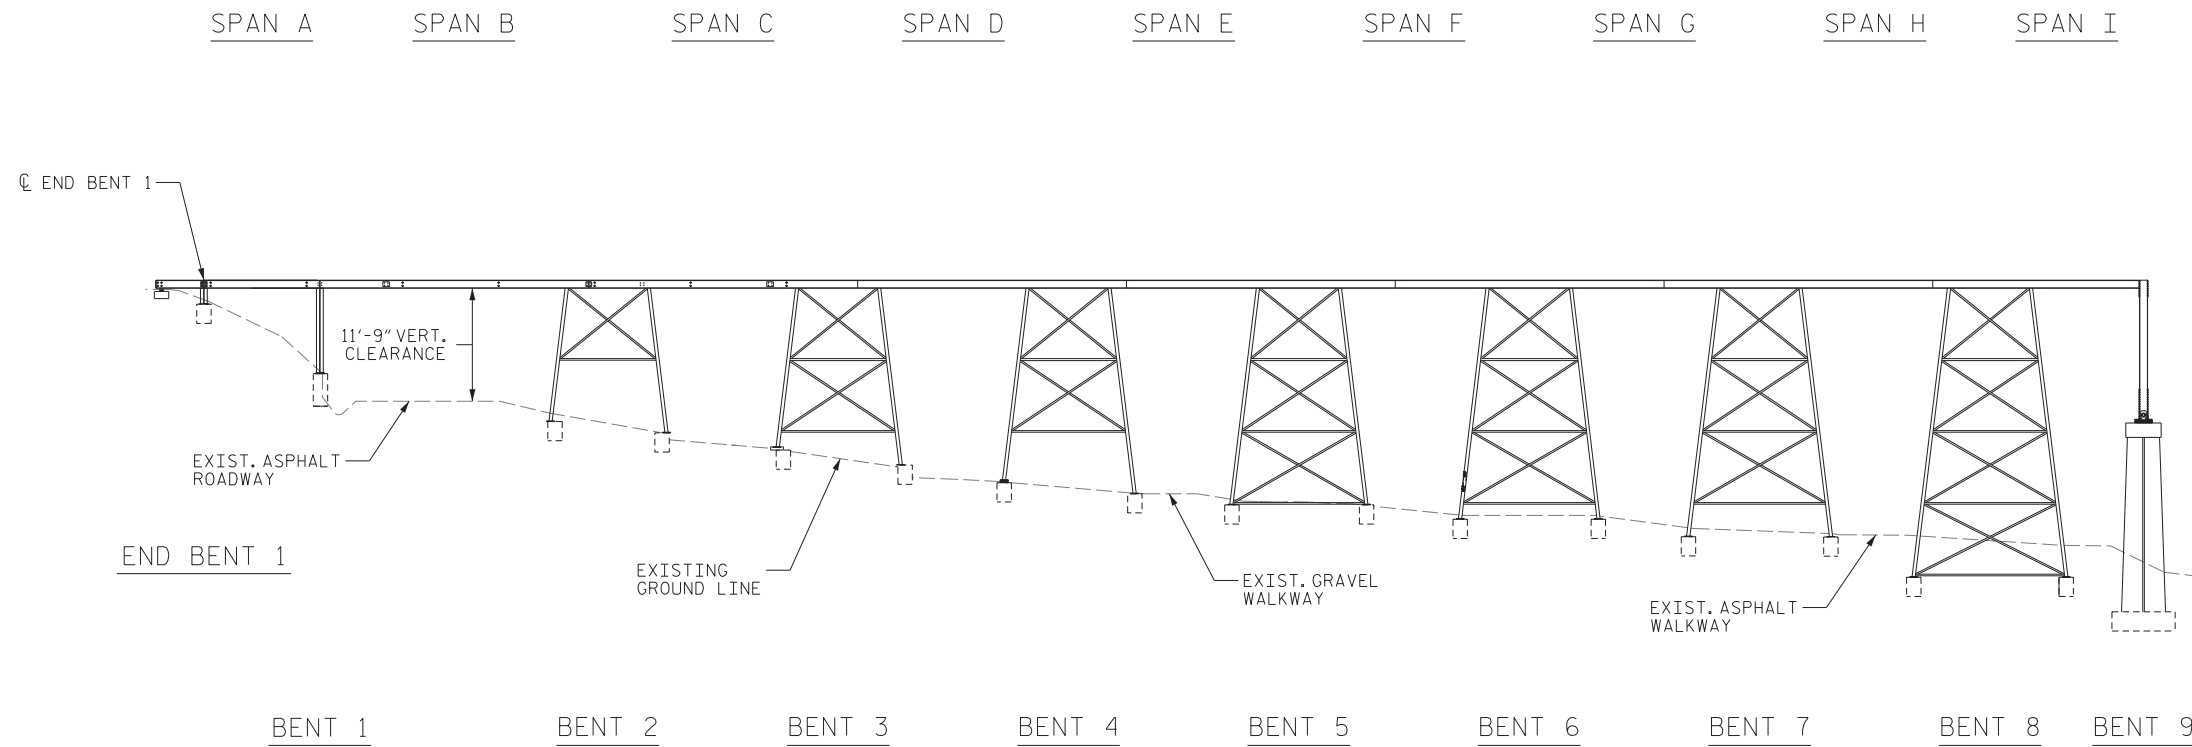 SPAN A SPAN B SPAN C SPAN D SPAN E SPAN F SPAN G SPAN H SPAN I
℄ END BENT 1
11'-9" VERT.
CLEARANCE
EXIST. ASPHALT
ROADWAY
END BENT 1
EXISTING
GROUND LINE
EXIST. GRAVEL
WALKWAY
EXIST. ASPHALT
WALKWAY
BENT 1 BENT 2 BENT 3 BENT 4 BENT 5 BENT 6 BENT 7 BENT 8 BENT 9